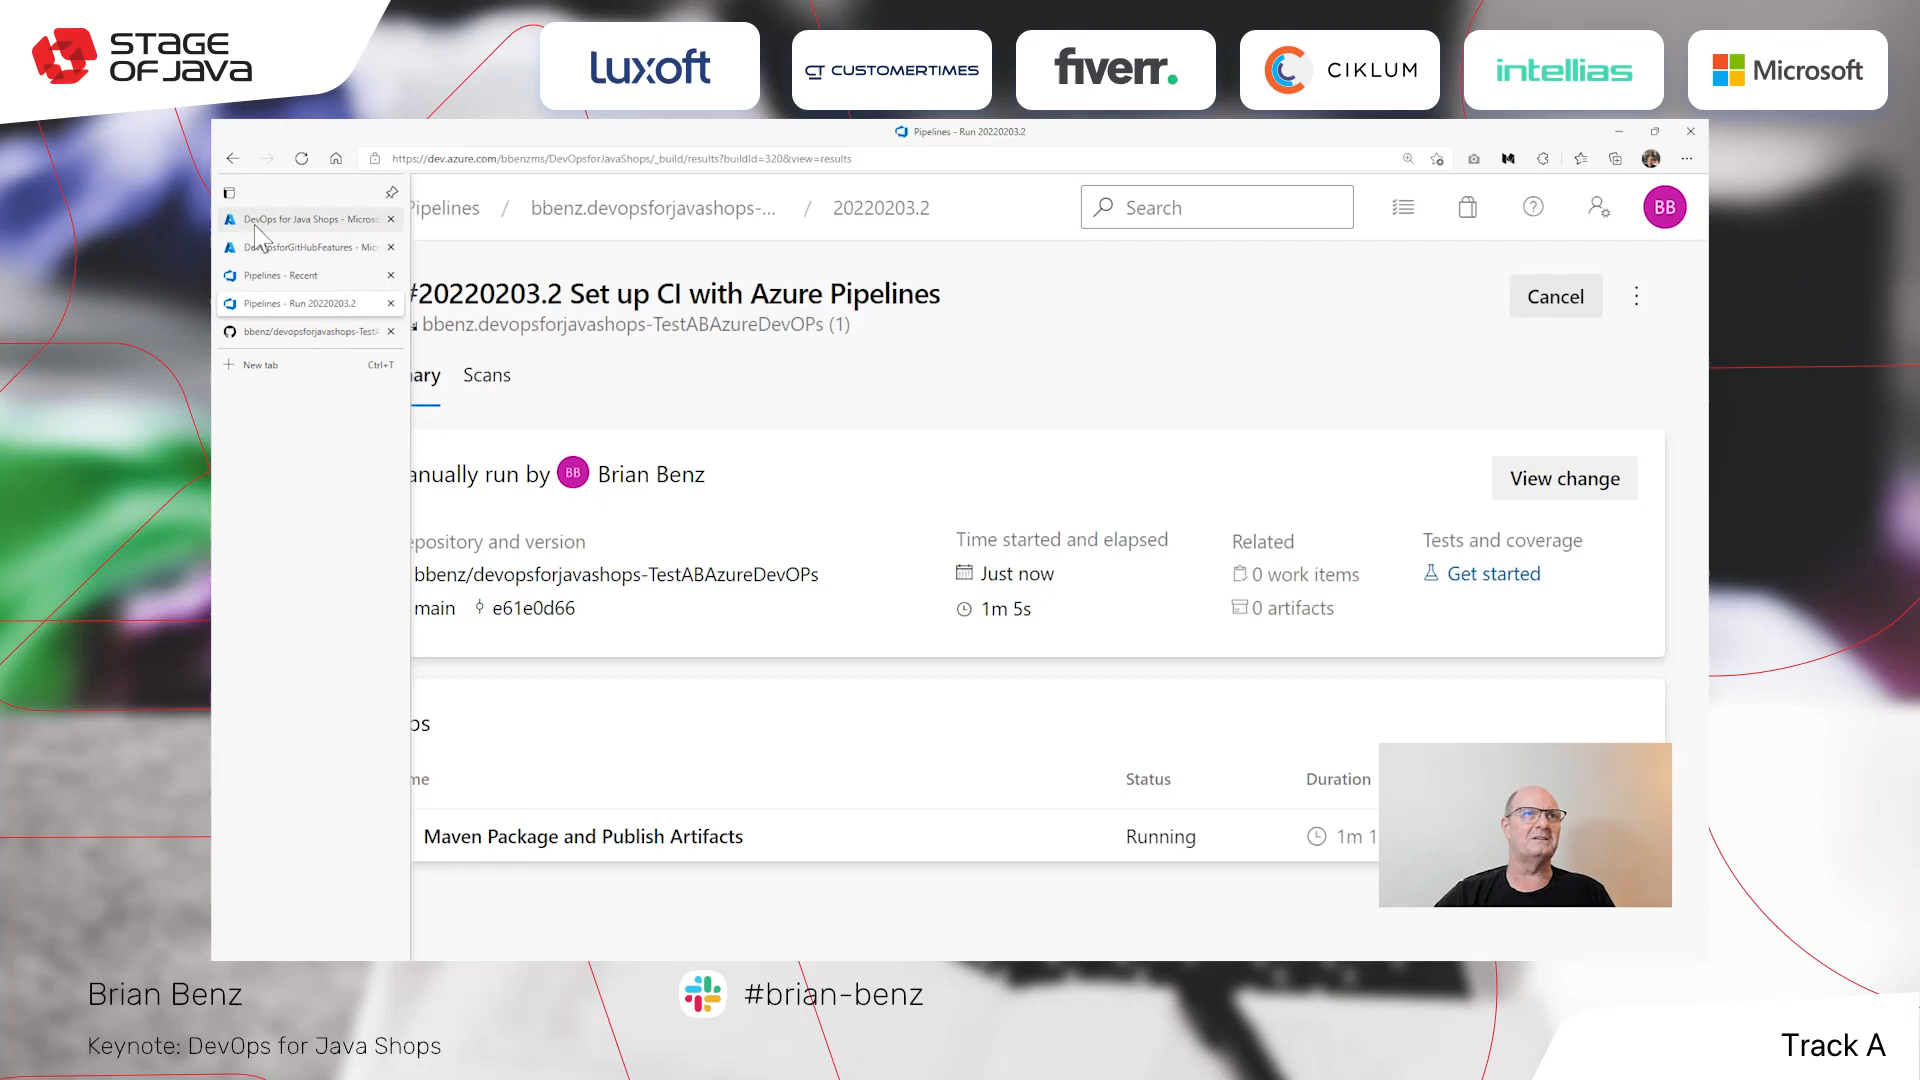 STAGE
OF JAVA
Luxoft
CT CUSTOMERTIMES
fiverr.
CIKLUM
intellias
Microsoft
Pipelines - Run 20220203.2
https://dev.azure.com/bbenzms/DevOpsforJavaShops/_build/results?buildId=320&view=results
DevOps for Java Shops - Micros
DevOpsforGitHubFeatures - Mic
Pipelines - Recent
Pipelines - Run 20220203.2
bbenz/devopsforjavashops-Test
New tab Ctrl+T
Pipelines / bbenz.devopsforjavashops-... / 20220203.2
Search
BB
#20220203.2 Set up CI with Azure Pipelines
bbenz.devopsforjavashops-TestABAzureDevOPs (1)
Cancel
ary Scans
anually run by BB Brian Benz
View change
epository and version
bbenz/devopsforjavashops-TestABAzureDevOPs
main e61e0d66
Time started and elapsed
Just now
1m 5s
Related
0 work items
0 artifacts
Tests and coverage
Get started
bs
me Status Duration
Maven Package and Publish Artifacts Running 1m 1
Brian Benz
#brian-benz
Keynote: DevOps for Java Shops
Track A